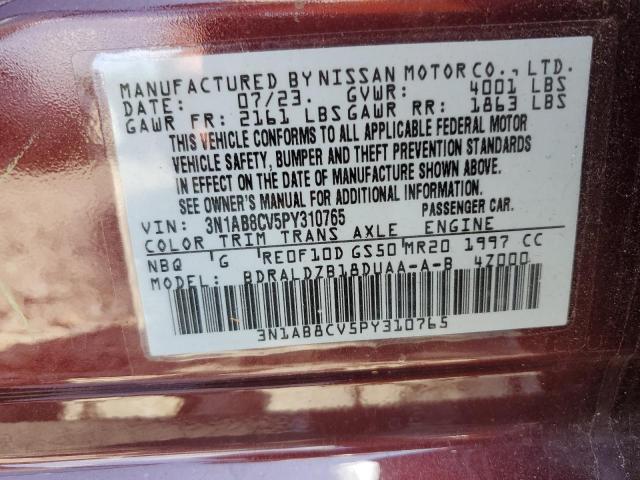 MANUFACTURED BY NISSAN MOTOR CO., LTD.
DATE: 07/23. GVWR: 4001 LBS
GAWR FR: 2161 LBS GAWR RR: 1863 LBS
THIS VEHICLE CONFORMS TO ALL APPLICABLE FEDERAL MOTOR
VEHICLE SAFETY, BUMPER AND THEFT PREVENTION STANDARDS
IN EFFECT ON THE DATE OF MANUFACTURE SHOWN ABOVE.
SEE OWNER'S MANUAL FOR ADDITIONAL INFORMATION.
VIN: 3N1AB8CV5PY310765 PASSENGER CAR.
COLOR TRIM TRANS AXLE ENGINE
NBQ G RE0F10D GS50 MR20 1997 CC
MODEL: BDRALDZB18DUAA-A-B 4Z000
3N1AB8CV5PY310765